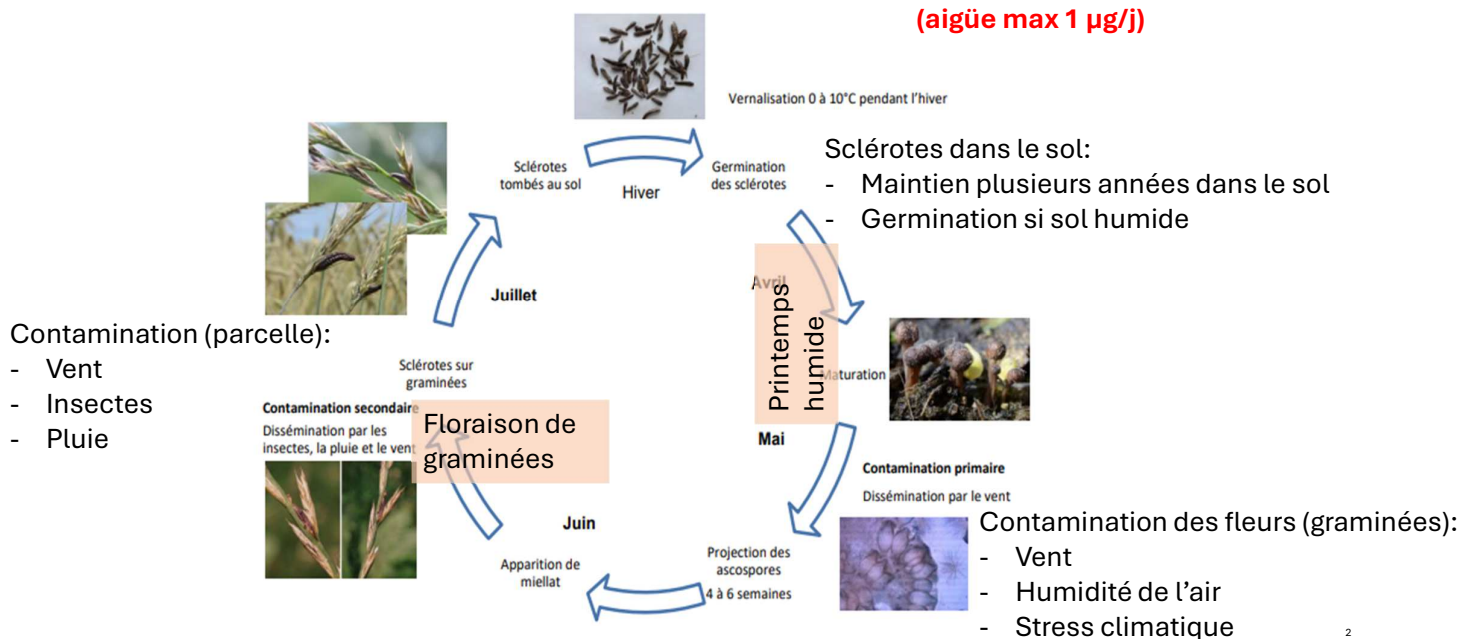 (aigüe max 1 µg/j)
Vernalisation 0 à 10°C pendant l'hiver
Sclérotes
tombés au sol
Hiver
Germination
des sclérotes
Sclérotes dans le sol:
- Maintien plusieurs années dans le sol
- Germination si sol humide
Avril
Printemps
humide
Maturation
Mai
Contamination primaire
Dissémination par le vent
Contamination des fleurs (graminées):
- Vent
- Humidité de l'air
- Stress climatique
Projection des
ascospores
4 à 6 semaines
Apparition de
miellat
Juin
Floraison de
graminées
Contamination secondaire
Dissémination par les
insectes, la pluie et le vent
Sclérotes sur
graminées
Juillet
Contamination (parcelle):
- Vent
- Insectes
- Pluie
2